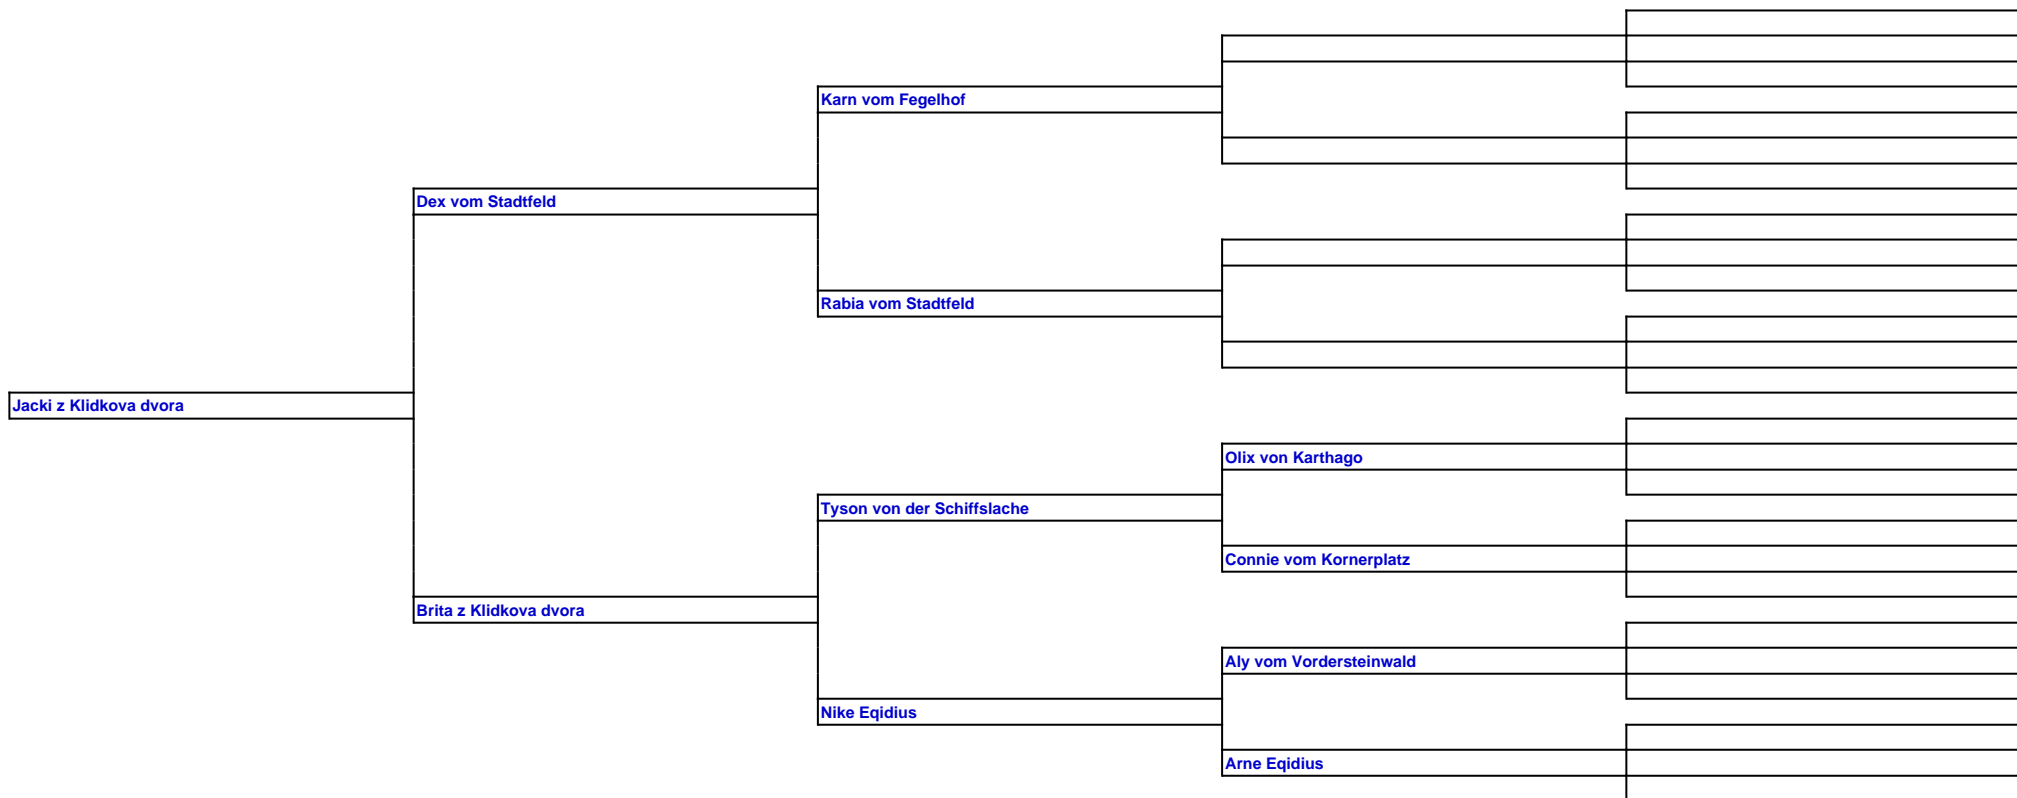 Karn vom Fegelhof
Dex vom Stadtfeld
Rabia vom Stadtfeld
Jacki z Klidkova dvora
Olix von Karthago
Tyson von der Schiffslache
Connie vom Kornerplatz
Brita z Klidkova dvora
Aly vom Vordersteinwald
Nike Eqidius
Arne Eqidius